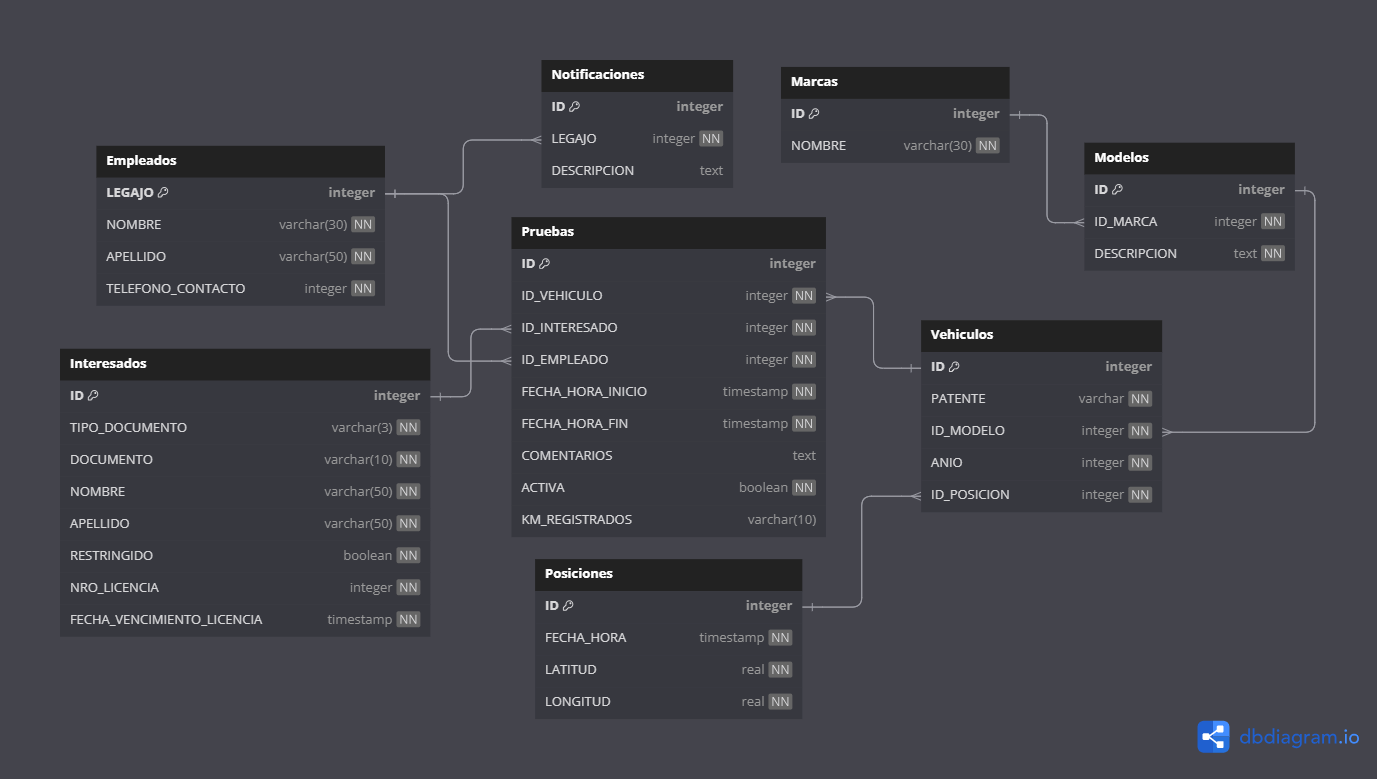 Notificaciones
ID integer
LEGAJO integer NN
DESCRIPCION text
Marcas
ID integer
NOMBRE varchar(30) NN
Modelos
ID integer
ID_MARCA integer NN
DESCRIPCION text NN
Empleados
LEGAJO integer
NOMBRE varchar(30) NN
APELLIDO varchar(50) NN
TELEFONO_CONTACTO integer NN
Pruebas
ID integer
ID_VEHICULO integer NN
ID_INTERESADO integer NN
ID_EMPLEADO integer NN
FECHA_HORA_INICIO timestamp NN
FECHA_HORA_FIN timestamp NN
COMENTARIOS text
ACTIVA boolean NN
KM_REGISTRADOS varchar(10)
Vehiculos
ID integer
PATENTE varchar NN
ID_MODELO integer NN
ANIO integer NN
ID_POSICION integer NN
Interesados
ID integer
TIPO_DOCUMENTO varchar(3) NN
DOCUMENTO varchar(10) NN
NOMBRE varchar(50) NN
APELLIDO varchar(50) NN
RESTRINGIDO boolean NN
NRO_LICENCIA integer NN
FECHA_VENCIMIENTO_LICENCIA timestamp NN
Posiciones
ID integer
FECHA_HORA timestamp NN
LATITUD real NN
LONGITUD real NN
dbdiagram.io